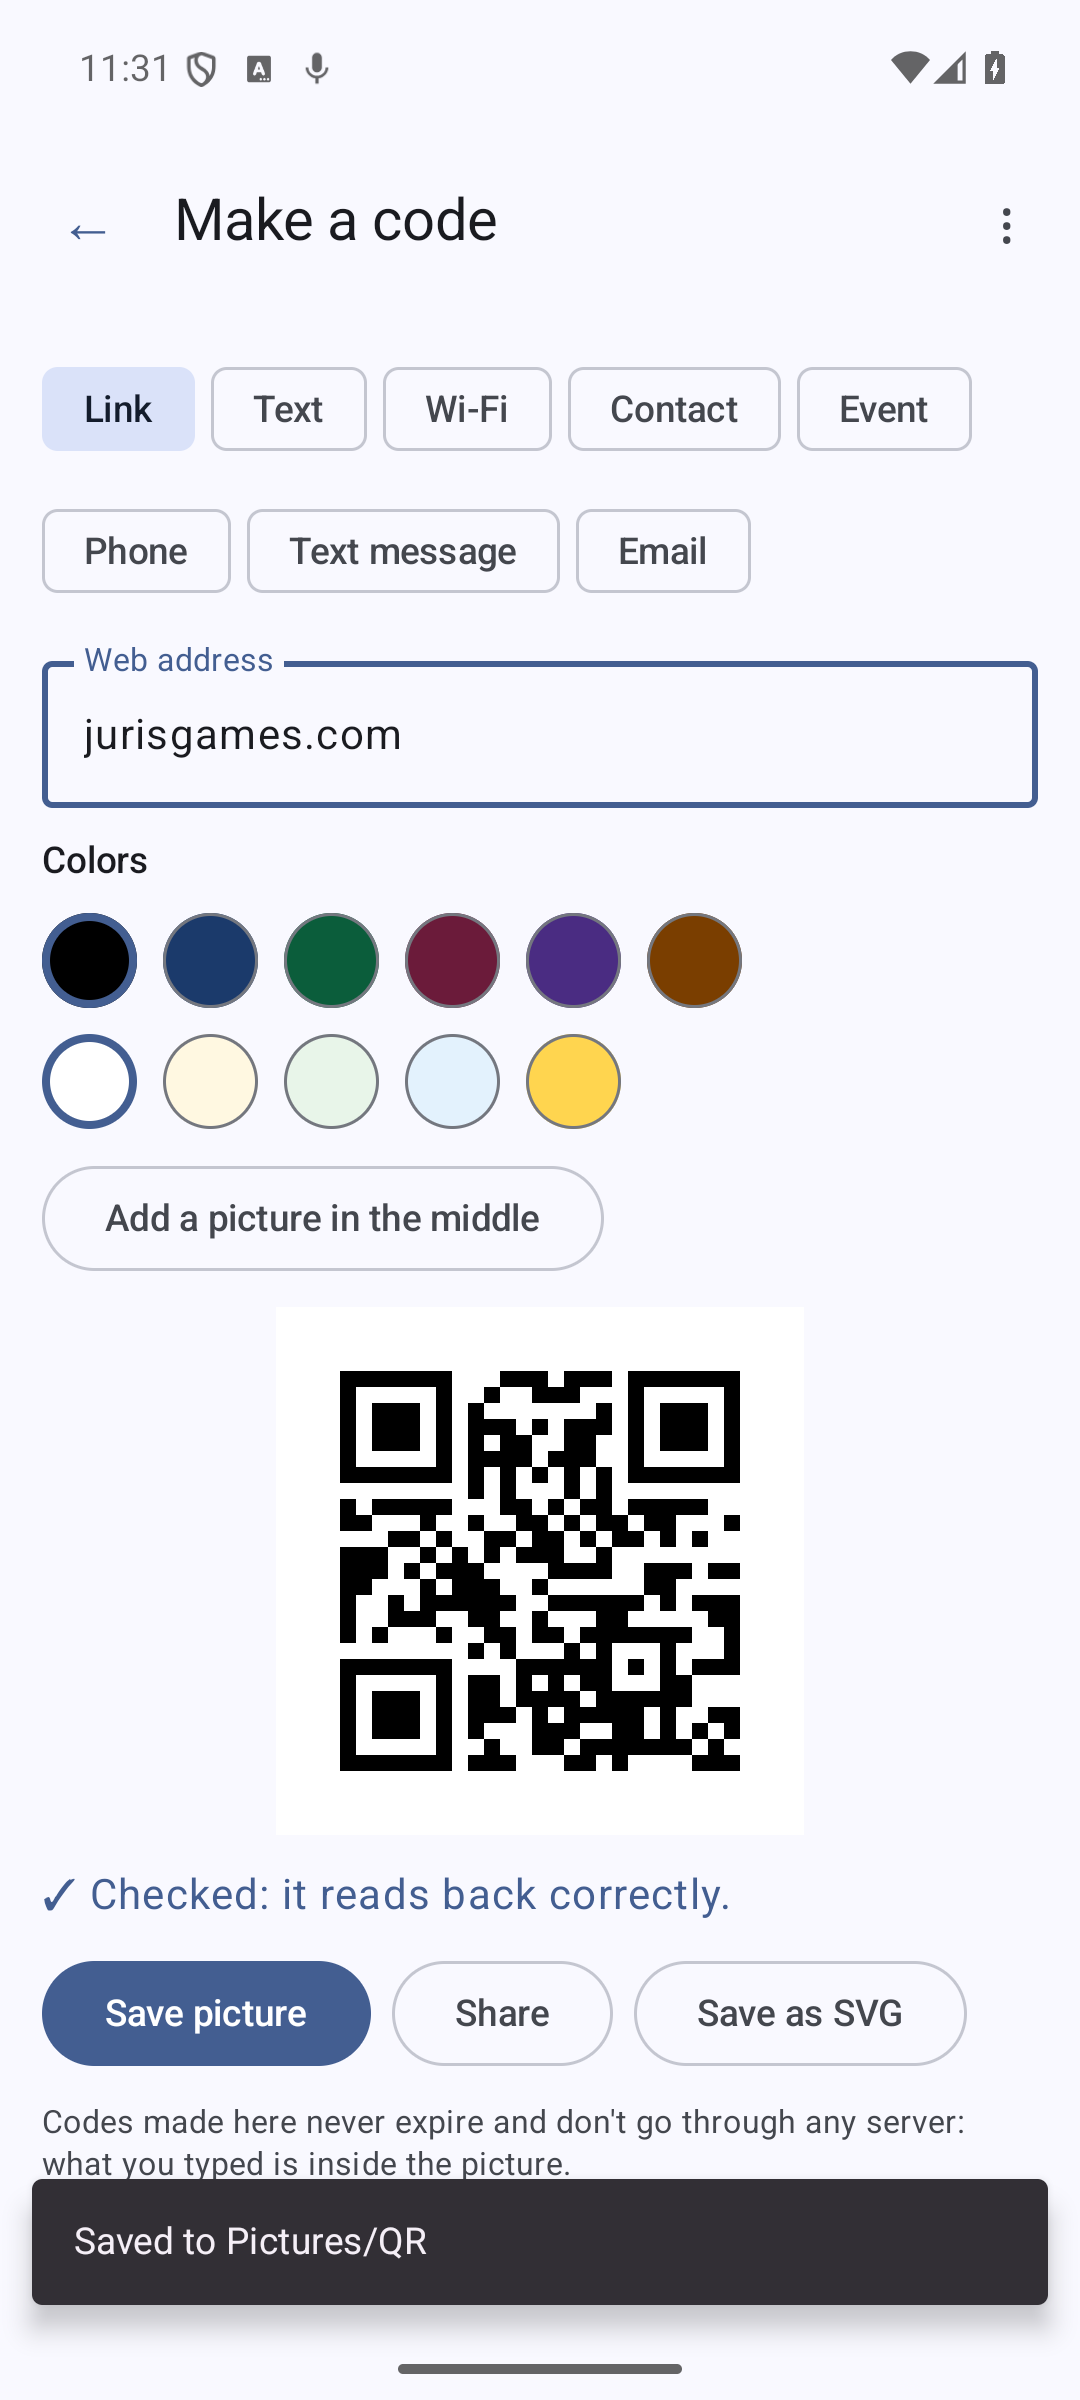 11:31
Make a code
Link
Text
Wi-Fi
Contact
Event
Phone
Text message
Email
Web address
jurisgames.com
Colors
Add a picture in the middle
✓ Checked: it reads back correctly.
Save picture
Share
Save as SVG
Codes made here never expire and don't go through any server:
what you typed is inside the picture.
Saved to Pictures/QR